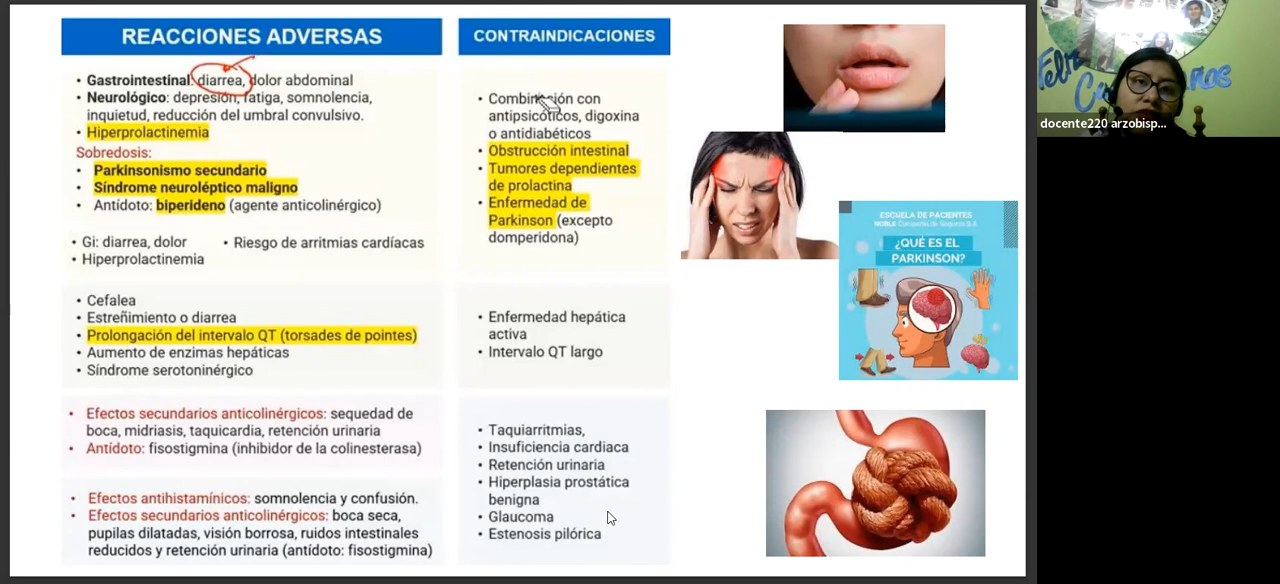 REACCIONES ADVERSAS
• Gastrointestinal: diarrea, dolor abdominal
• Neurológico: depresión, fatiga, somnolencia,
inquietud, reducción del umbral convulsivo.
• Hiperprolactinemia
Sobredosis:
• Parkinsonismo secundario
• Síndrome neuroléptico maligno
• Antídoto: biperideno (agente anticolinérgico)
• Gi: diarrea, dolor • Riesgo de arritmias cardíacas
• Hiperprolactinemia
• Cefalea
• Estreñimiento o diarrea
• Prolongación del intervalo QT (torsades de pointes)
• Aumento de enzimas hepáticas
• Síndrome serotoninérgico
• Efectos secundarios anticolinérgicos: sequedad de
boca, midriasis, taquicardia, retención urinaria
• Antídoto: fisostigmina (inhibidor de la colinesterasa)
• Efectos antihistamínicos: somnolencia y confusión.
• Efectos secundarios anticolinérgicos: boca seca,
pupilas dilatadas, visión borrosa, ruidos intestinales
reducidos y retención urinaria (antídoto: fisostigmina)
CONTRAINDICACIONES
• Combinación con
antipsicóticos, digoxina
o antidiabéticos
• Obstrucción intestinal
• Tumores dependientes
de prolactina
• Enfermedad de
Parkinson (excepto
domperidona)
• Enfermedad hepática
activa
• Intervalo QT largo
• Taquiarritmias,
• Insuficiencia cardiaca
• Retención urinaria
• Hiperplasia prostática
benigna
• Glaucoma
• Estenosis pilórica
ESCUELA DE PACIENTES
NOBLE Compañía de Seguros S.A.
¿QUÉ ES EL
PARKINSON?
docente220 arzobisp...